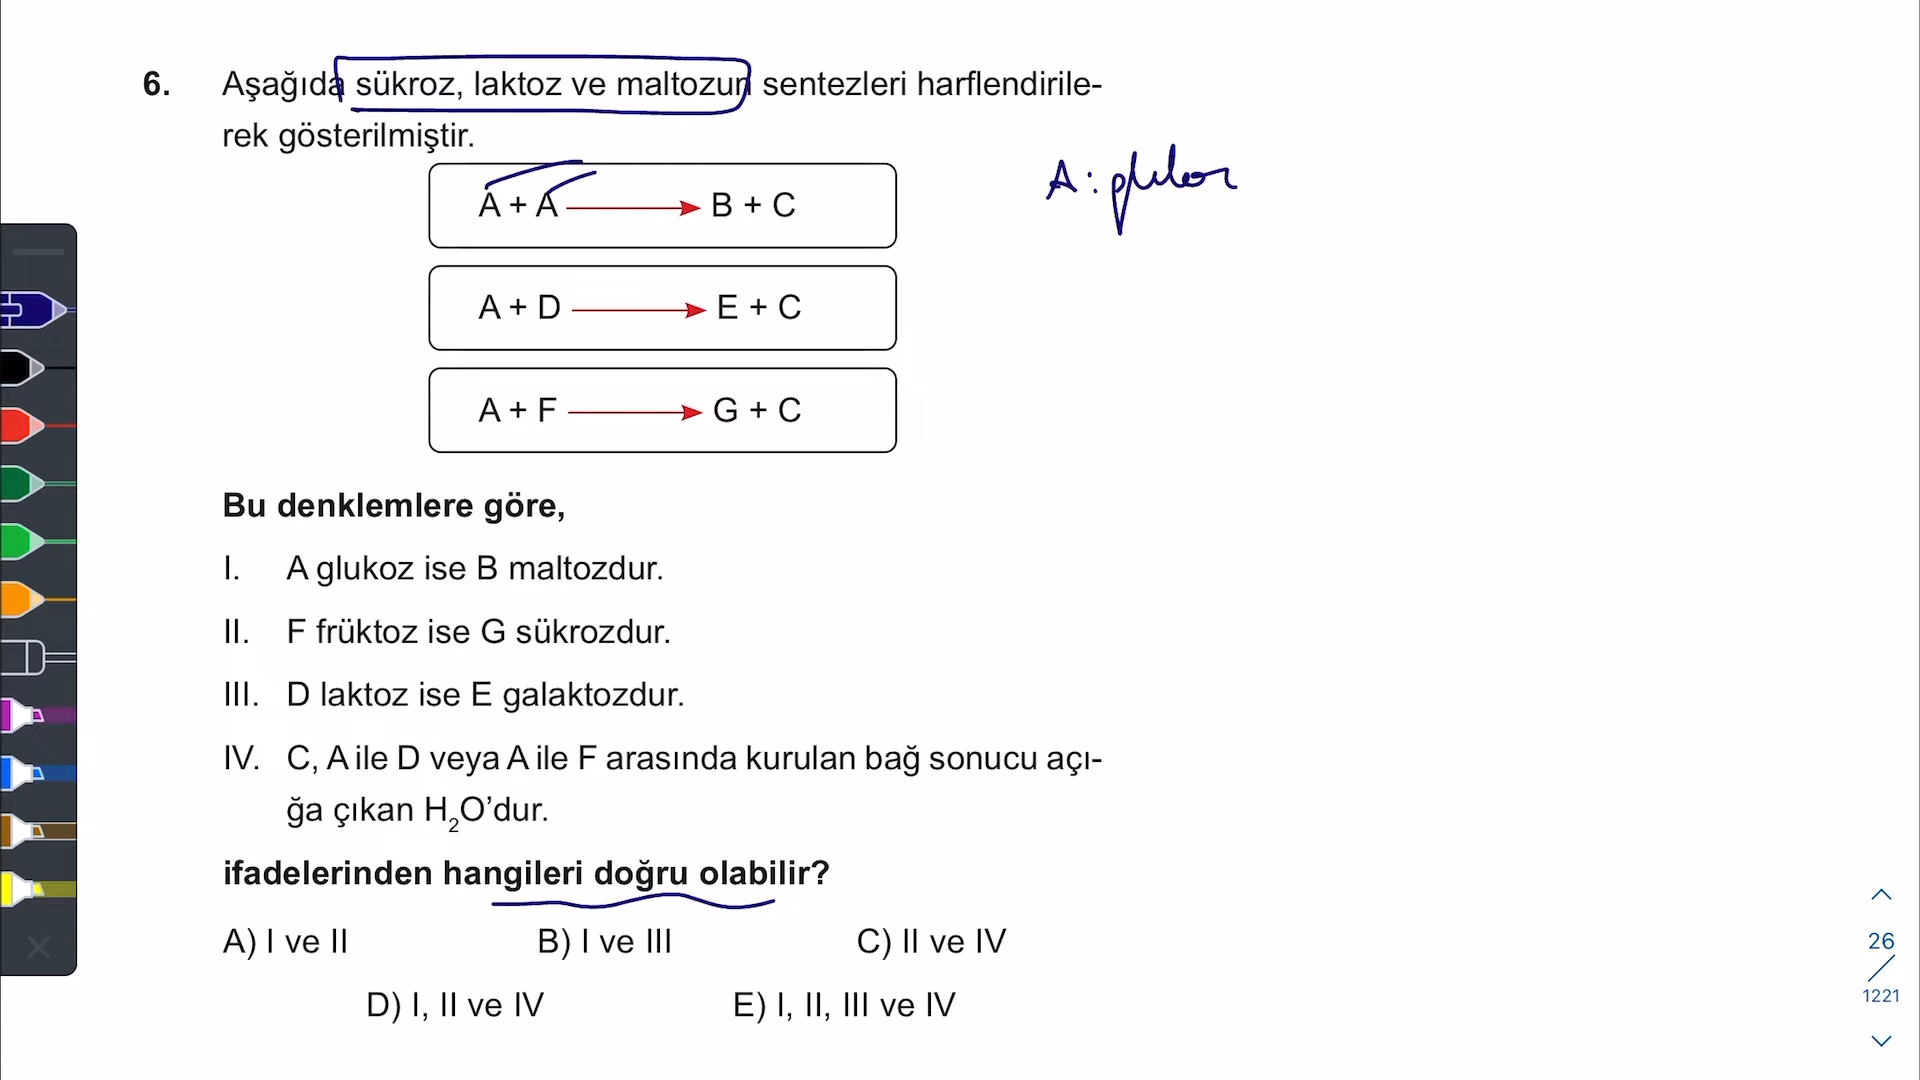 6. Aşağıda sükroz, laktoz ve maltozun sentezleri harflendirile-
rek gösterilmiştir.
A + A → B + C
A: glukoz
A + D → E + C
A + F → G + C
Bu denklemlere göre,
I. A glukoz ise B maltozdur.
II. F früktoz ise G sükrozdur.
III. D laktoz ise E galaktozdur.
IV. C, A ile D veya A ile F arasında kurulan bağ sonucu açı-
ğa çıkan H₂O’dur.
ifadelerinden hangileri doğru olabilir?
A) I ve II B) I ve III C) II ve IV
D) I, II ve IV E) I, II, III ve IV
26
1221